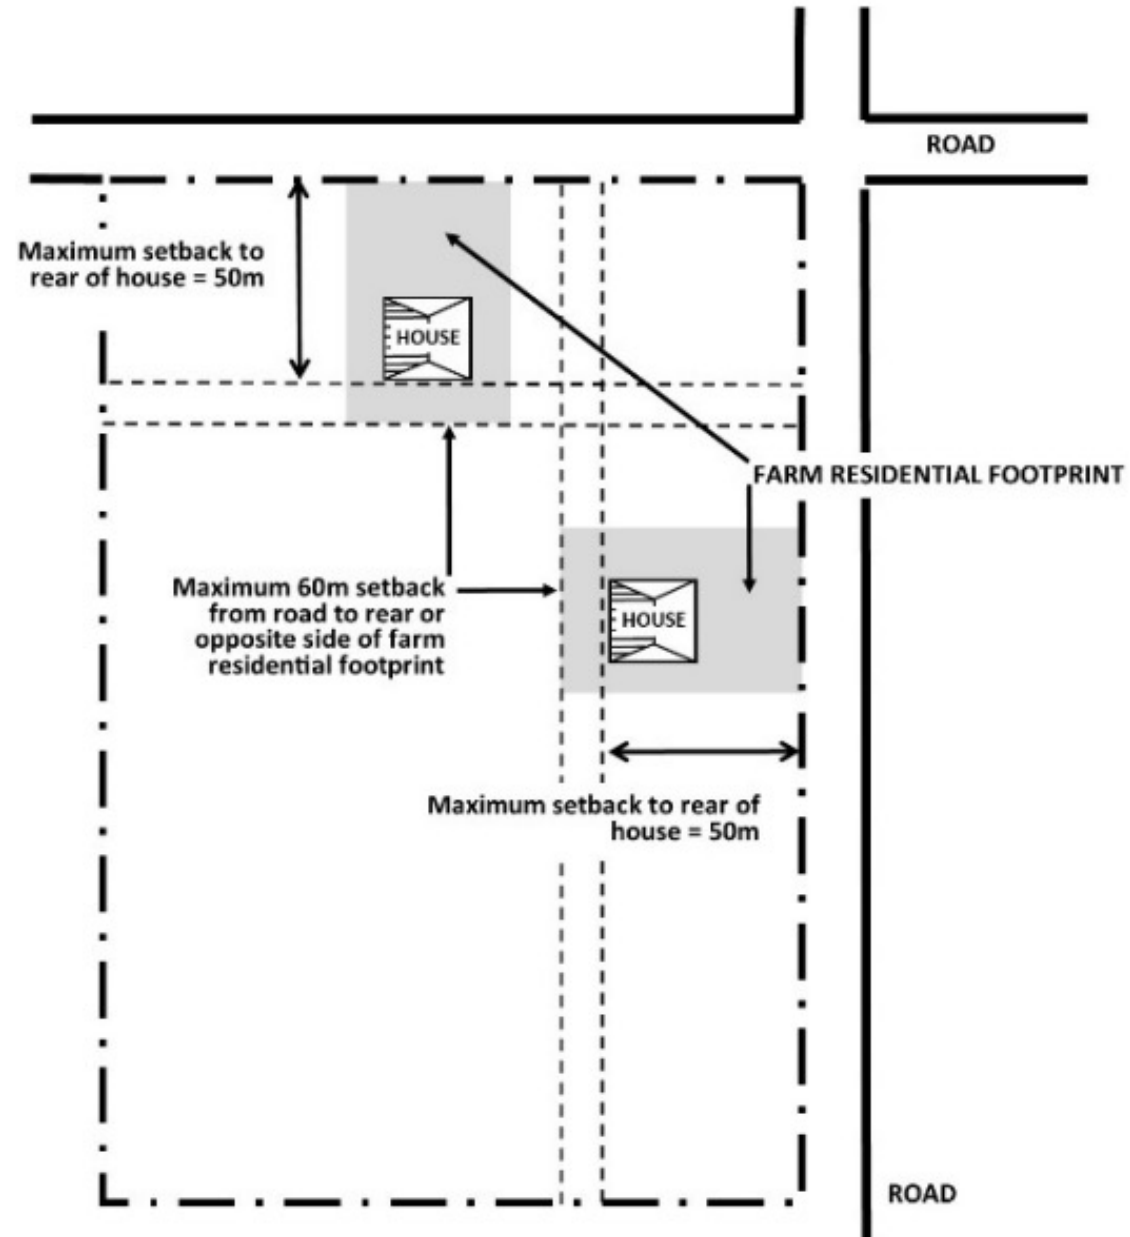 ROAD
Maximum setback to
rear of house = 50m
HOUSE
FARM RESIDENTIAL FOOTPRINT
Maximum 60m setback
from road to rear or
opposite side of farm
residential footprint
HOUSE
Maximum setback to rear of
house = 50m
ROAD